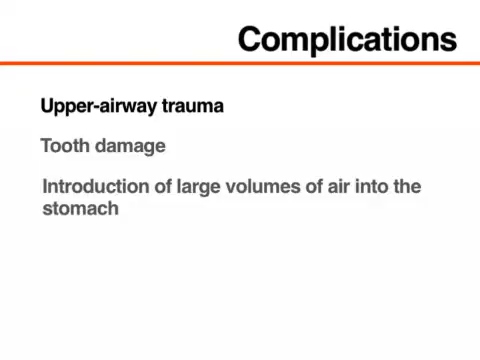 Complications
Upper-airway trauma
Tooth damage
Introduction of large volumes of air into the
stomach